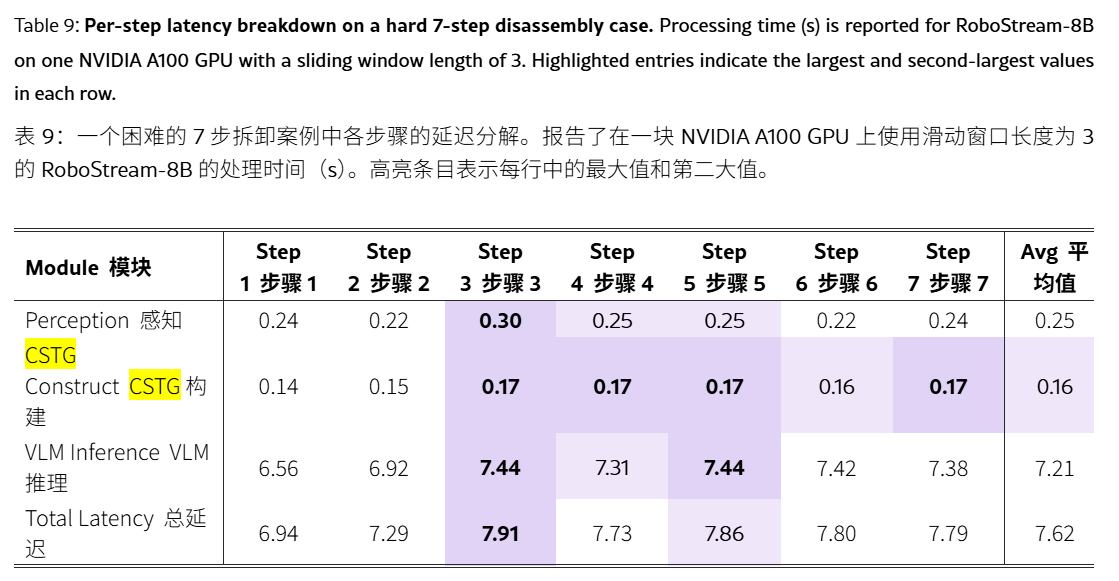 Table 9: Per-step latency breakdown on a hard 7-step disassembly case. Processing time (s) is reported for RoboStream-8B
on one NVIDIA A100 GPU with a sliding window length of 3. Highlighted entries indicate the largest and second-largest values
in each row.
表 9：一个困难的 7 步拆卸案例中各步骤的延迟分解。报告了在一块 NVIDIA A100 GPU 上使用滑动窗口长度为 3
的 RoboStream-8B 的处理时间（s）。高亮条目表示每行中的最大值和第二大值。
Module 模块 Step 1 步骤 1 Step 2 步骤 2 Step 3 步骤 3 Step 4 步骤 4 Step 5 步骤 5 Step 6 步骤 6 Step 7 步骤 7 Avg 平均值
Perception 感知 0.24 0.22 0.30 0.25 0.25 0.22 0.24 0.25
CSTG Construct CSTG 构建 0.14 0.15 0.17 0.17 0.17 0.16 0.17 0.16
VLM Inference VLM 推理 6.56 6.92 7.44 7.31 7.44 7.42 7.38 7.21
Total Latency 总延迟 6.94 7.29 7.91 7.73 7.86 7.80 7.79 7.62